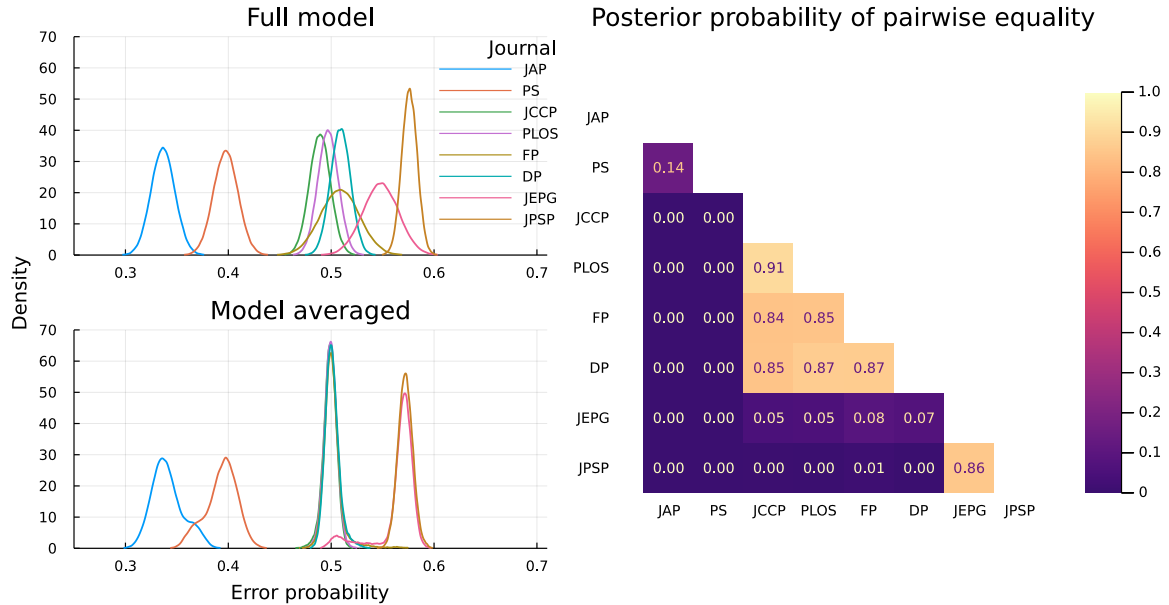 Full model
70
60
50
40
30
20
10
0
0.3 0.4 0.5 0.6 0.7
Journal
JAP
PS
JCCP
PLOS
FP
DP
JEPG
JPSP
Density
Model averaged
70
60
50
40
30
20
10
0
0.3 0.4 0.5 0.6 0.7
Error probability
Posterior probability of pairwise equality
JAP
PS 0.14
JCCP 0.00 0.00
PLOS 0.00 0.00 0.91
FP 0.00 0.00 0.84 0.85
DP 0.00 0.00 0.85 0.87 0.87
JEPG 0.00 0.00 0.05 0.05 0.08 0.07
JPSP 0.00 0.00 0.00 0.00 0.01 0.00 0.86
JAP PS JCCP PLOS FP DP JEPG JPSP
1.0
0.9
0.8
0.7
0.6
0.5
0.4
0.3
0.2
0.1
0